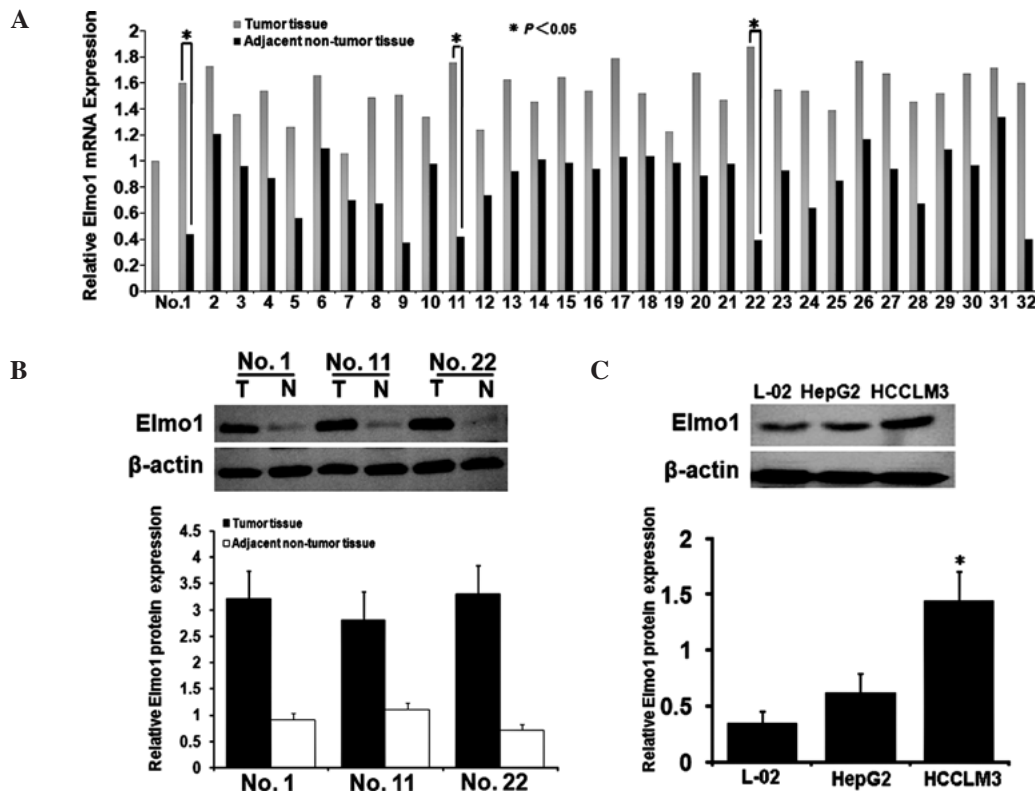 A
Tumor tissue
Adjacent non-tumor tissue
* P<0.05
Relative Elmo1 mRNA Expression
2
1.8
1.6
1.4
1.2
1
0.8
0.6
0.4
0.2
0
* * *
No.1 2 3 4 5 6 7 8 9 10 11 12 13 14 15 16 17 18 19 20 21 22 23 24 25 26 27 28 29 30 31 32
B
No. 1 No. 11 No. 22
T N T N T N
Elmo1
β-actin
Tumor tissue
Adjacent non-tumor tissue
Relative Elmo1 protein expression
4.5
4
3.5
3
2.5
2
1.5
1
0.5
0
No. 1 No. 11 No. 22
C
L-02 HepG2 HCCLM3
Elmo1
β-actin
Relative Elmo1 protein expression
2
1.5
1
0.5
0
*
L-02 HepG2 HCCLM3